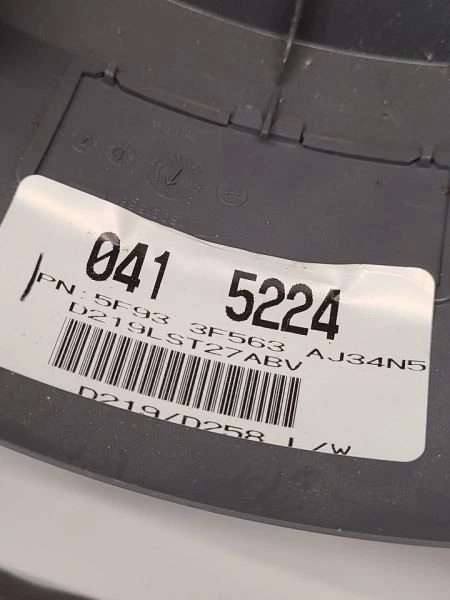 041 5224
PN: 5F93 3F563 AJ34N5
D219LST27ABV
D219/D258 L/W